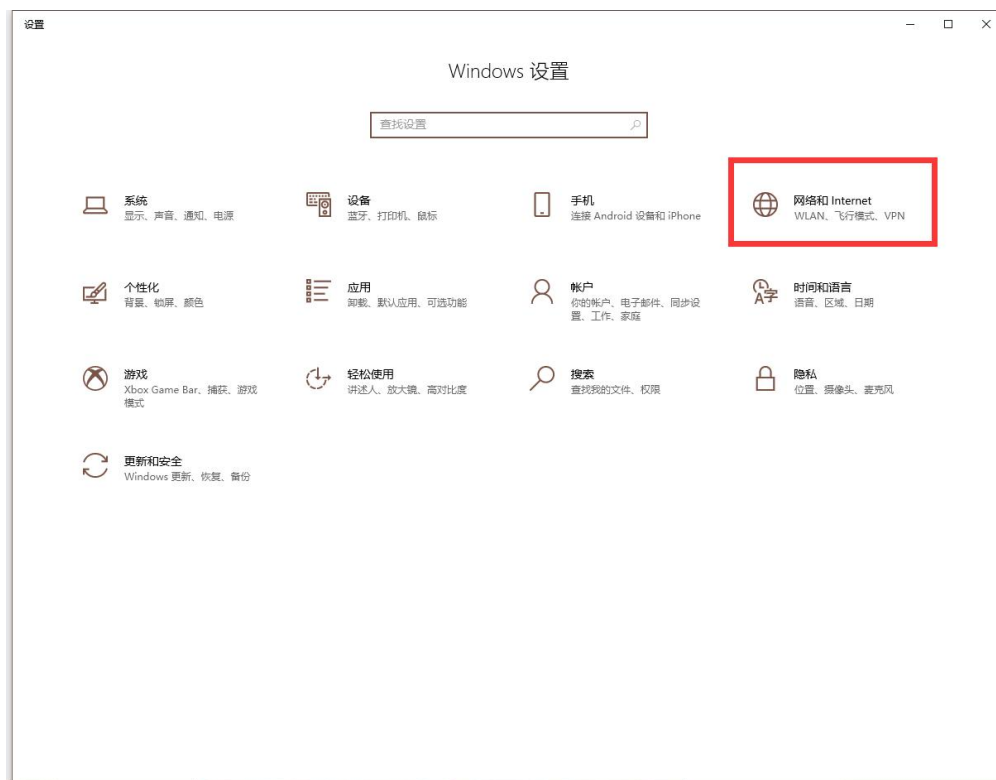 设置
Windows 设置
查找设置
系统
显示、声音、通知、电源
设备
蓝牙、打印机、鼠标
手机
连接 Android 设备和 iPhone
网络和 Internet
WLAN、飞行模式、VPN
个性化
背景、锁屏、颜色
应用
卸载、默认应用、可选功能
帐户
你的帐户、电子邮件、同步设
置、工作、家庭
时间和语言
语音、区域、日期
游戏
Xbox Game Bar、捕获、游戏
模式
轻松使用
讲述人、放大镜、高对比度
搜索
查找我的文件、权限
隐私
位置、摄像头、麦克风
更新和安全
Windows 更新、恢复、备份